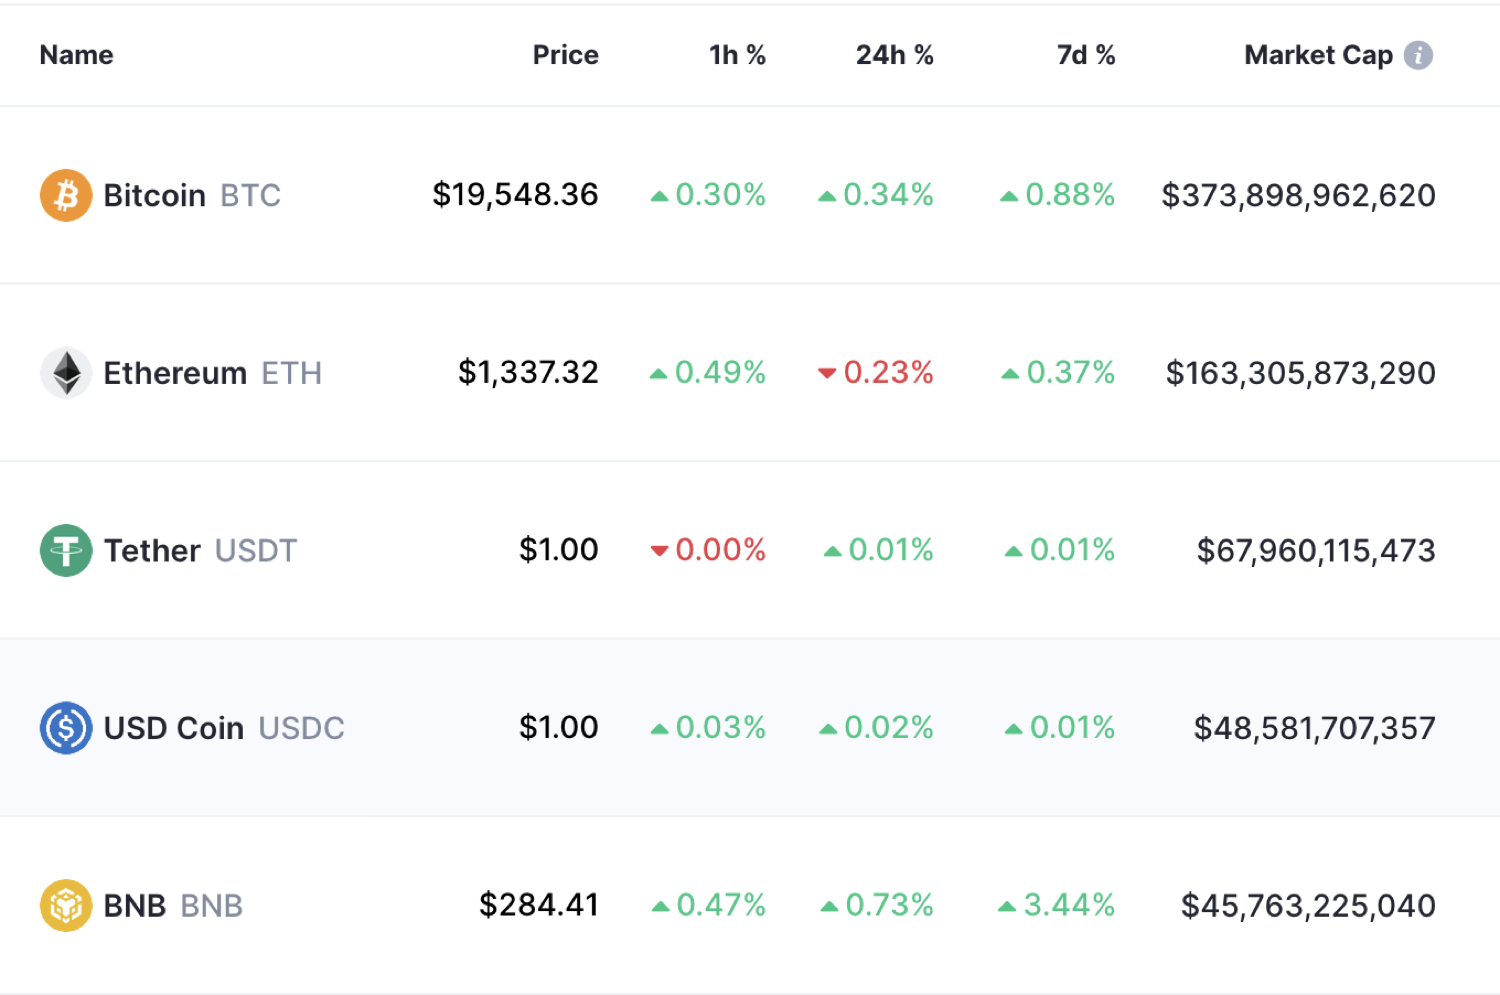 Name Price 1h % 24h % 7d % Market Cap i
Bitcoin BTC $19,548.36 0.30% 0.34% 0.88% $373,898,962,620
Ethereum ETH $1,337.32 0.49% 0.23% 0.37% $163,305,873,290
Tether USDT $1.00 0.00% 0.01% 0.01% $67,960,115,473
USD Coin USDC $1.00 0.03% 0.02% 0.01% $48,581,707,357
BNB BNB $284.41 0.47% 0.73% 3.44% $45,763,225,040